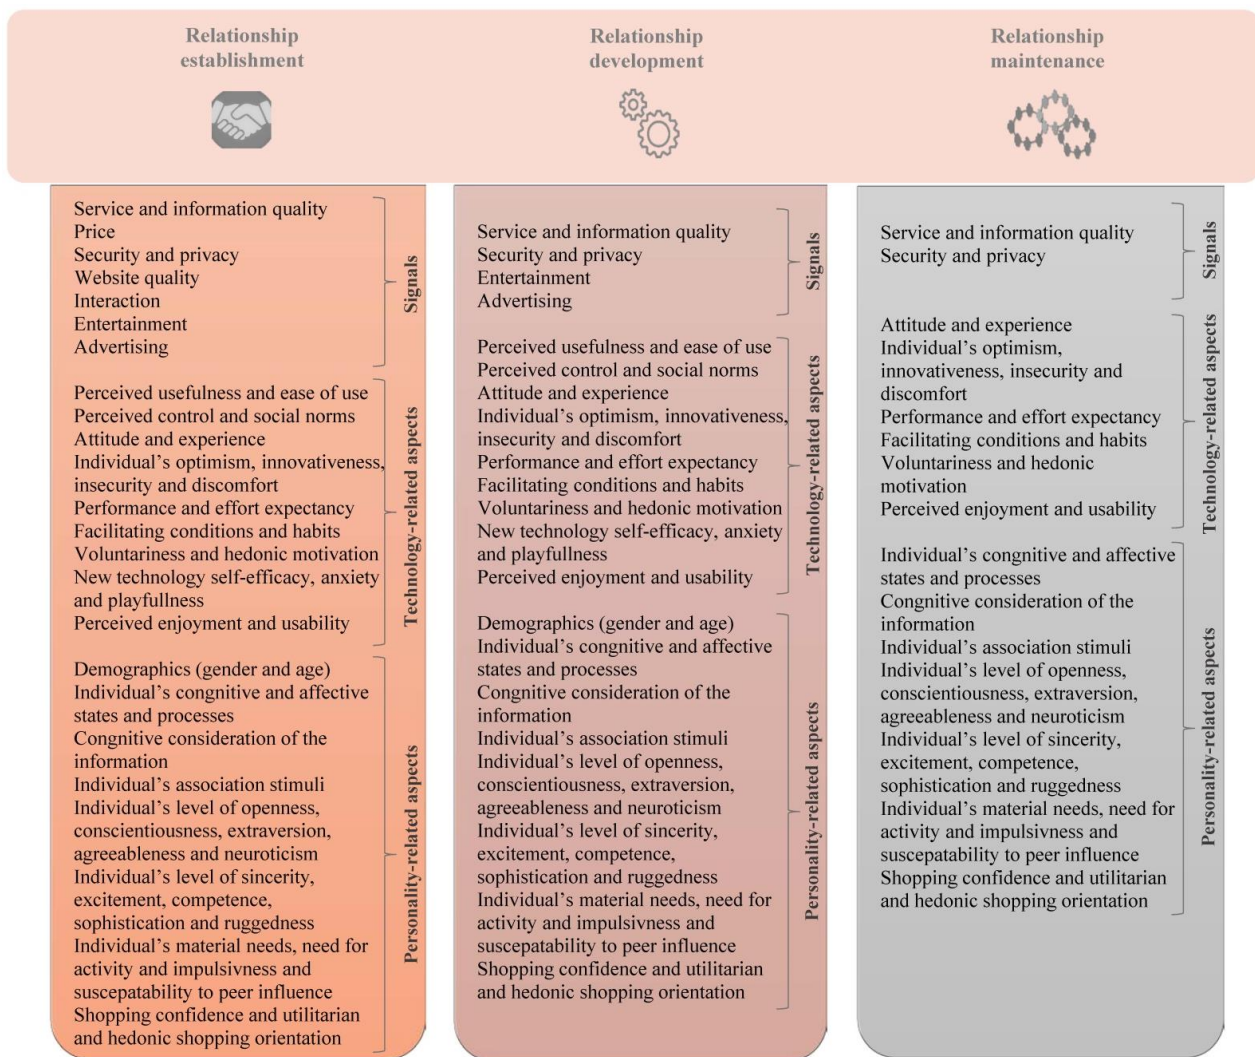 Relationship
establishment
Relationship
development
Relationship
maintenance
Service and information quality
Price
Security and privacy
Website quality
Interaction
Entertainment
Advertising
Signals
Perceived usefulness and ease of use
Perceived control and social norms
Attitude and experience
Individual's optimism, innovativeness,
insecurity and discomfort
Performance and effort expectancy
Facilitating conditions and habits
Voluntariness and hedonic motivation
New technology self-efficacy, anxiety
and playfullness
Perceived enjoyment and usability
Technology-related aspects
Demographics (gender and age)
Individual's congnitive and affective
states and processes
Congnitive consideration of the
information
Individual's association stimuli
Individual's level of openness,
conscientiousness, extraversion,
agreeableness and neuroticism
Individual's level of sincerity,
excitement, competence,
sophistication and ruggedness
Individual's material needs, need for
activity and impulsivness and
suscepatability to peer influence
Shopping confidence and utilitarian
and hedonic shopping orientation
Personality-related aspects
Service and information quality
Security and privacy
Entertainment
Advertising
Signals
Perceived usefulness and ease of use
Perceived control and social norms
Attitude and experience
Individual's optimism, innovativeness,
insecurity and discomfort
Performance and effort expectancy
Facilitating conditions and habits
Voluntariness and hedonic motivation
New technology self-efficacy, anxiety
and playfullness
Perceived enjoyment and usability
Technology-related aspects
Demographics (gender and age)
Individual's congnitive and affective
states and processes
Congnitive consideration of the
information
Individual's association stimuli
Individual's level of openness,
conscientiousness, extraversion,
agreeableness and neuroticism
Individual's level of sincerity,
excitement, competence,
sophistication and ruggedness
Individual's material needs, need for
activity and impulsivness and
suscepatability to peer influence
Shopping confidence and utilitarian
and hedonic shopping orientation
Personality-related aspects
Service and information quality
Security and privacy
Signals
Attitude and experience
Individual's optimism,
innovativeness, insecurity and
discomfort
Performance and effort expectancy
Facilitating conditions and habits
Voluntariness and hedonic
motivation
Perceived enjoyment and usability
Technology-related aspects
Individual's congnitive and affective
states and processes
Congnitive consideration of the
information
Individual's association stimuli
Individual's level of openness,
conscientiousness, extraversion,
agreeableness and neuroticism
Individual's level of sincerity,
excitement, competence,
sophistication and ruggedness
Individual's material needs, need for
activity and impulsivness and
suscepatability to peer influence
Shopping confidence and utilitarian
and hedonic shopping orientation
Personality-related aspects